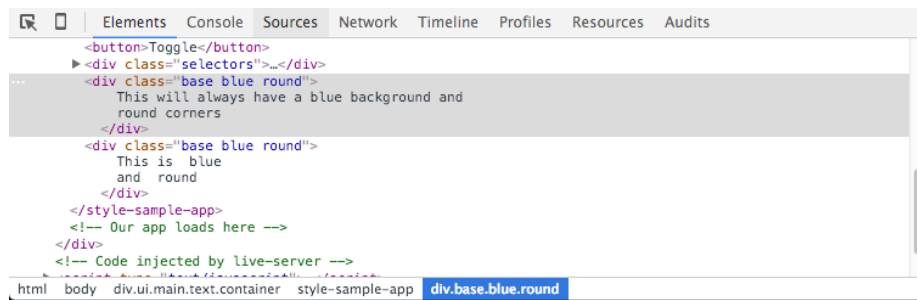 Elements Console Sources Network Timeline Profiles Resources Audits
<button>Toggle</button>
▶<div class="selectors">…</div>
<div class="base blue round">
This will always have a blue background and
round corners
</div>
<div class="base blue round">
This is  blue
and  round
</div>
</style-sample-app>
<!-- Our app loads here -->
</div>
<!-- Code injected by live-server -->
html body div.ui.main.text.container style-sample-app div.base.blue.round